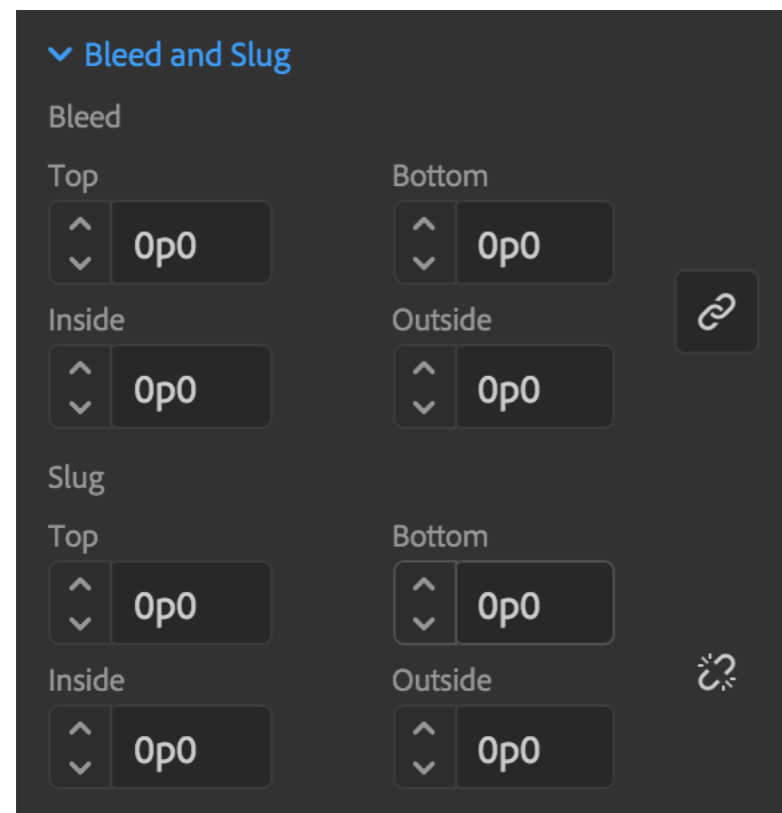 Bleed and Slug
Bleed
Top Bottom
0p0 0p0
Inside Outside
0p0 0p0
Slug
Top Bottom
0p0 0p0
Inside Outside
0p0 0p0